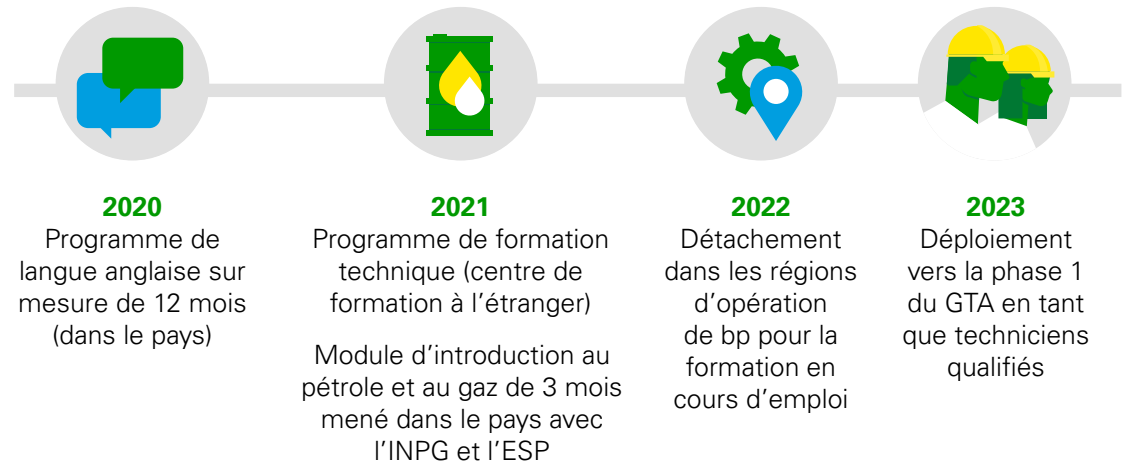 2020
Programme de
langue anglaise sur
mesure de 12 mois
(dans le pays)
2021
Programme de formation
technique (centre de
formation à l’étranger)
Module d’introduction au
pétrole et au gaz de 3 mois
mené dans le pays avec
l’INPG et l’ESP
2022
Détachement
dans les régions
d’opération
de bp pour la
formation en
cours d’emploi
2023
Déploiement
vers la phase 1
du GTA en tant
que techniciens
qualifiés